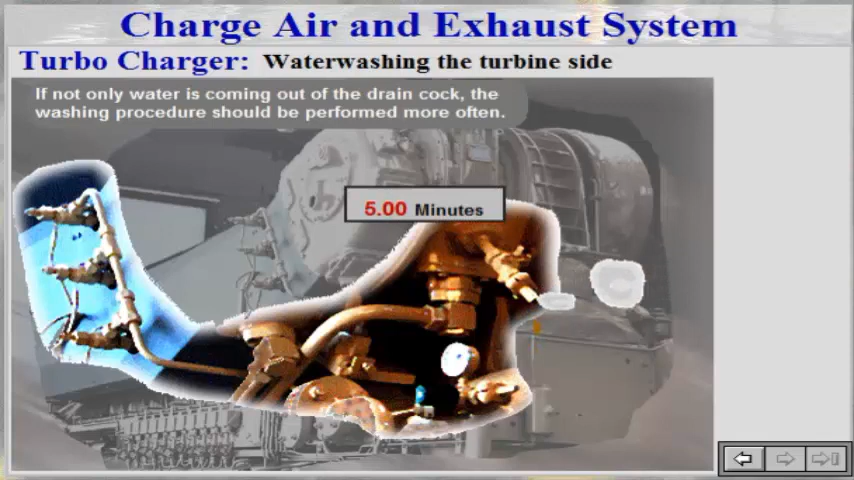 Charge Air and Exhaust System
Turbo Charger: Waterwashing the turbine side
If not only water is coming out of the drain cock, the
washing procedure should be performed more often.
5.00 Minutes